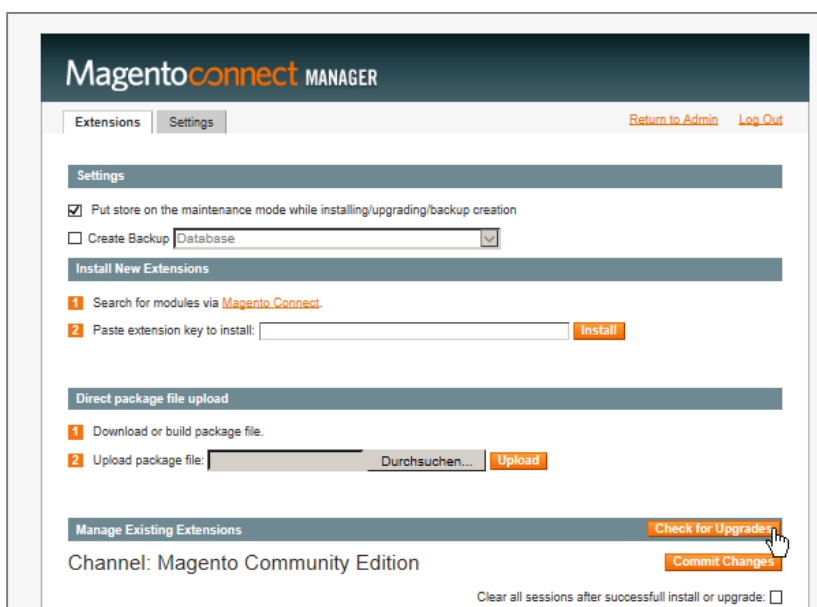 Magentoconnect MANAGER
Extensions Settings Return to Admin Log Out
Settings
Put store on the maintenance mode while installing/upgrading/backup creation
Create Backup Database
Install New Extensions
1 Search for modules via Magento Connect.
2 Paste extension key to install: Install
Direct package file upload
1 Download or build package file.
2 Upload package file: Durchsuchen... Upload
Manage Existing Extensions Check for Upgrades
Channel: Magento Community Edition Commit Changes
Clear all sessions after successfull install or upgrade: